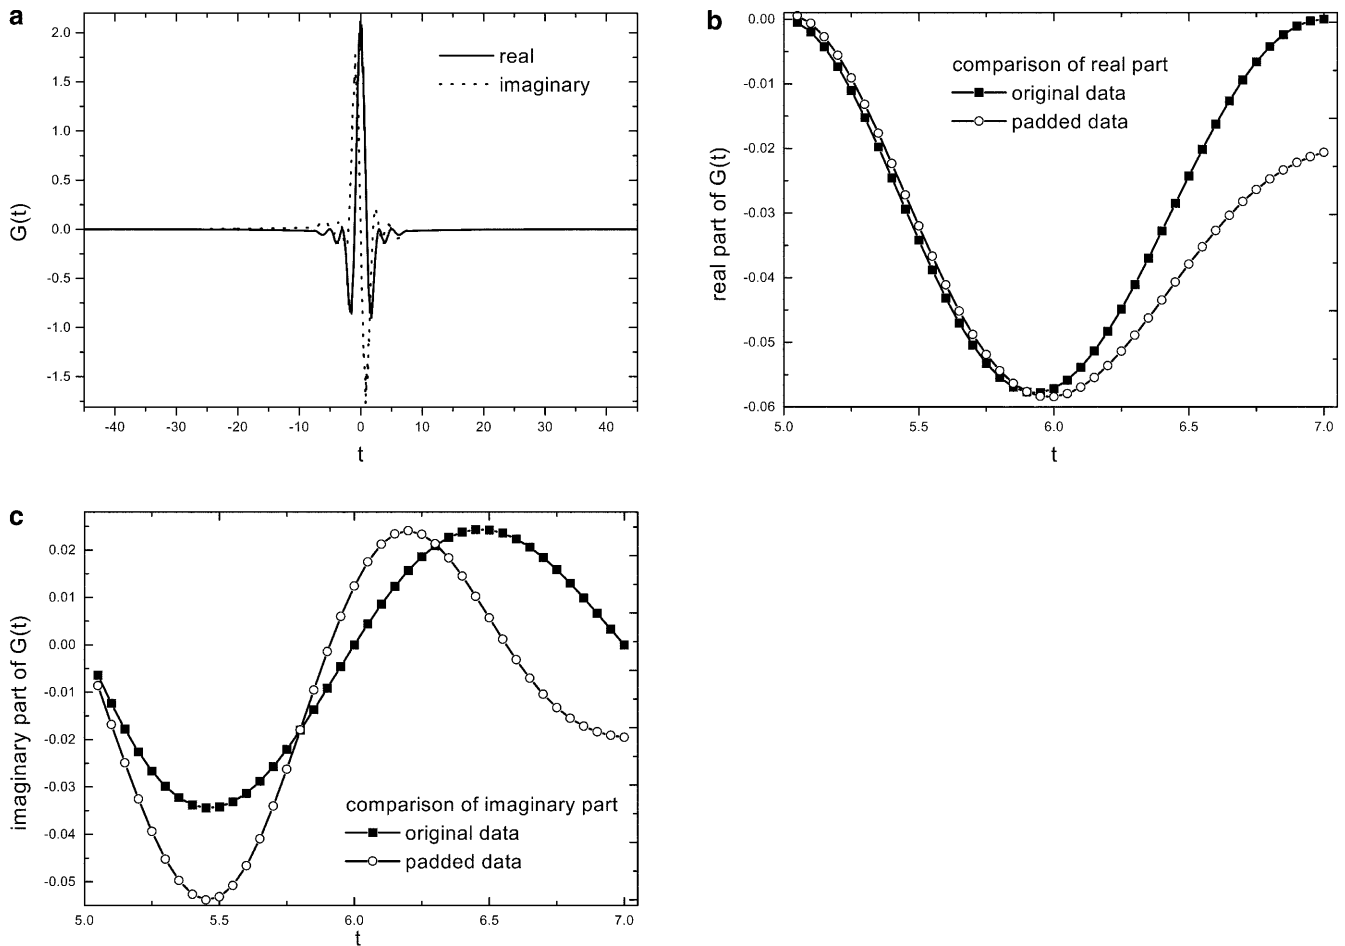 a
2.0
1.5
1.0
0.5
0.0
-0.5
-1.0
-1.5
G(t)
real
imaginary
-40 -30 -20 -10 0 10 20 30 40
t
b
0.00
-0.01
-0.02
-0.03
-0.04
-0.05
-0.06
real part of G(t)
comparison of real part
original data
padded data
5.0 5.5 6.0 6.5 7.0
t
c
0.02
0.01
0.00
-0.01
-0.02
-0.03
-0.04
-0.05
imaginary part of G(t)
comparison of imaginary part
original data
padded data
5.0 5.5 6.0 6.5 7.0
t